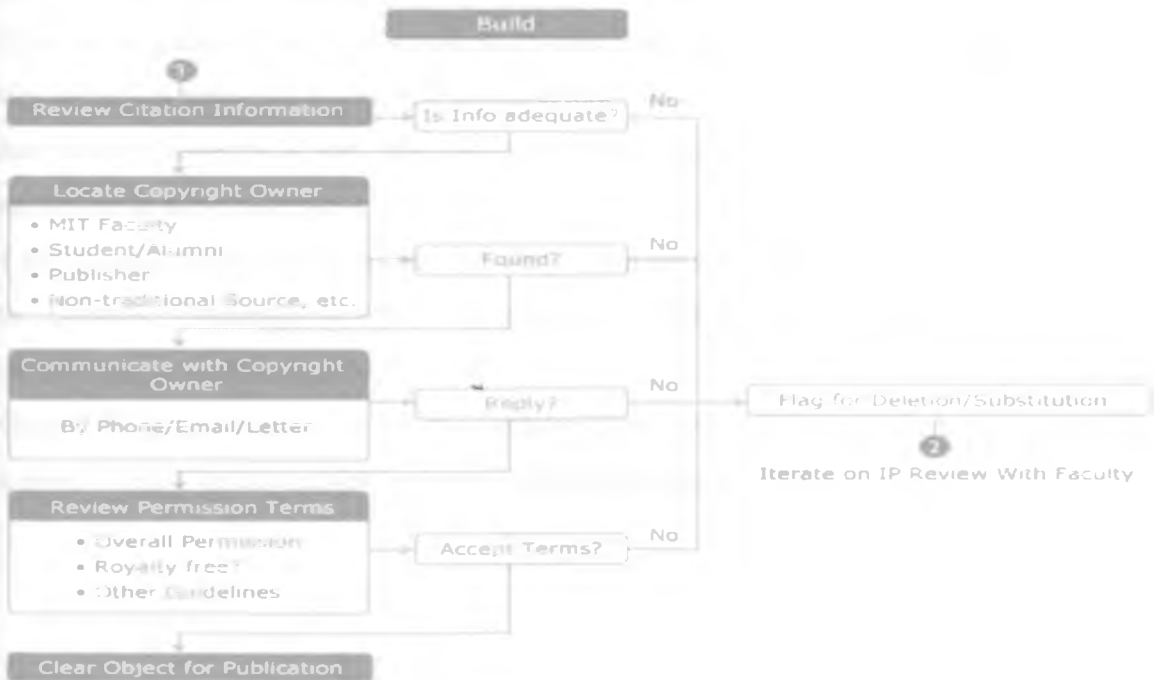 Build
1
Review Citation Information
Is Info adequate?
No
Locate Copyright Owner
• MIT Faculty
• Student/Alumni
• Publisher
• Non-traditional Source, etc.
Found?
No
Communicate with Copyright
Owner
By Phone/Email/Letter
Reply?
No
Flag for Deletion/Substitution
2
Iterate on IP Review With Faculty
Review Permission Terms
• Overall Permission
• Royalty free?
• Other Guidelines
Accept Terms?
No
Clear Object for Publication